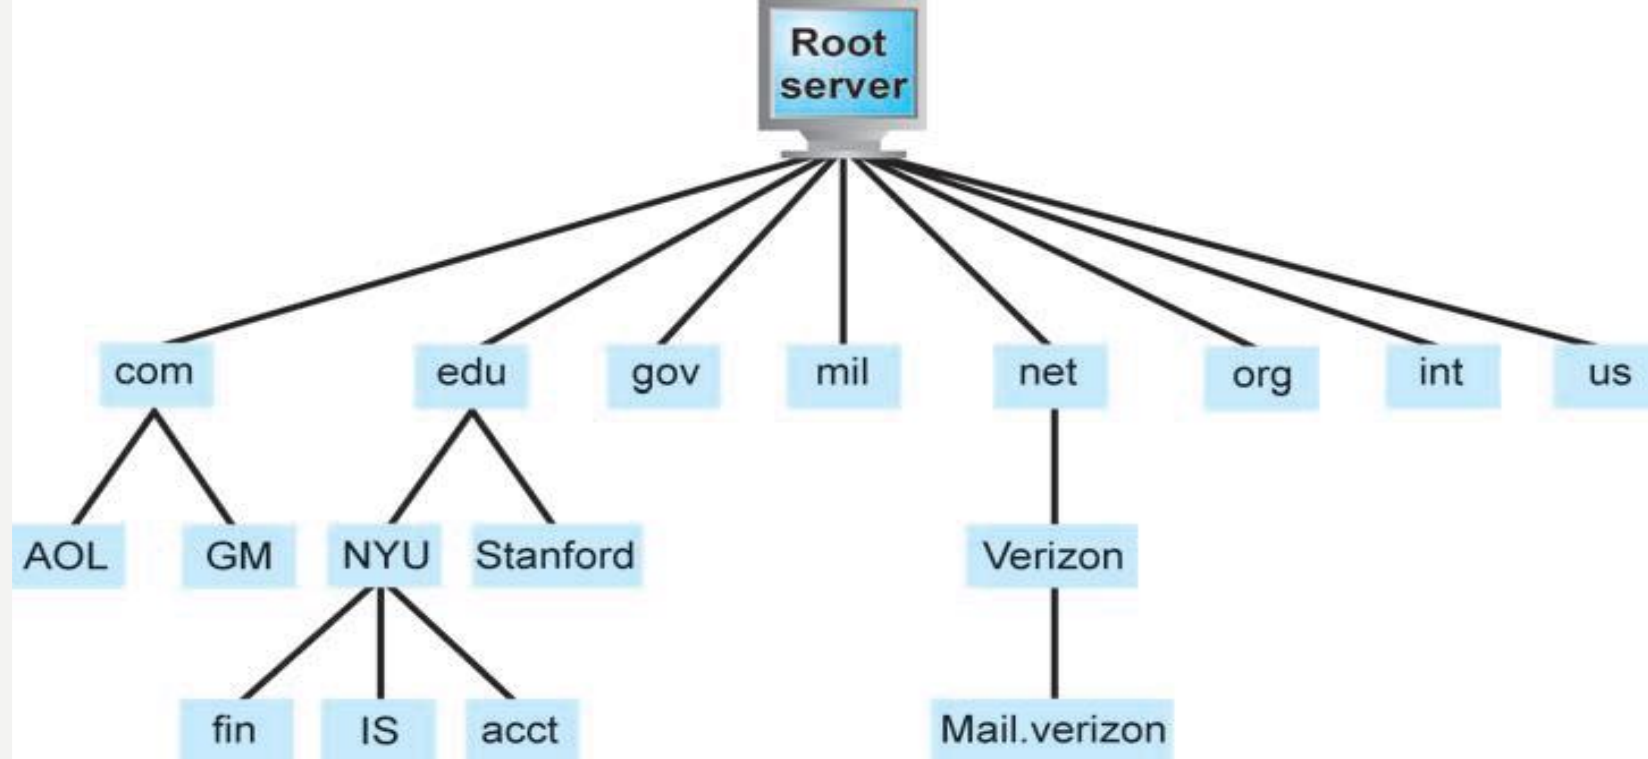 Root
server
com
edu
gov
mil
net
org
int
us
AOL
GM
NYU
Stanford
Verizon
fin
IS
acct
Mail.verizon